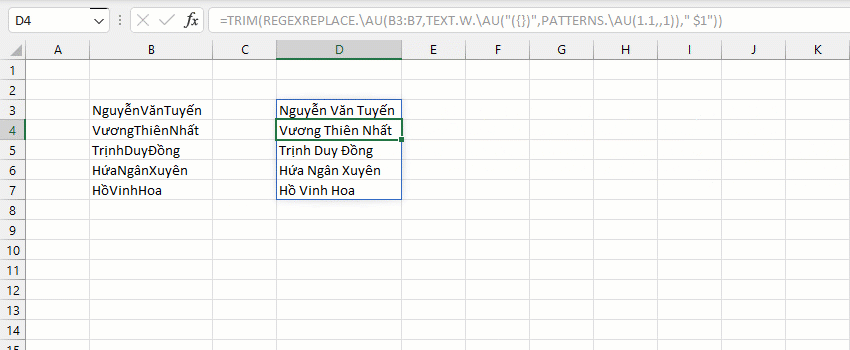 D4 fx =TRIM(REGEXREPLACE.\AU(B3:B7,TEXT.W.\AU("({})",PATTERNS.\AU(1.1,,1))," $1"))
A B C D E F G H I J K
1
2
3 NguyễnVănTuyến Nguyễn Văn Tuyến
4 VươngThiênNhất Vương Thiên Nhất
5 TrịnhDuyĐồng Trịnh Duy Đồng
6 HứaNgânXuyên Hứa Ngân Xuyên
7 HồVinhHoa Hồ Vinh Hoa
8
9
10
11
12
13
14
15